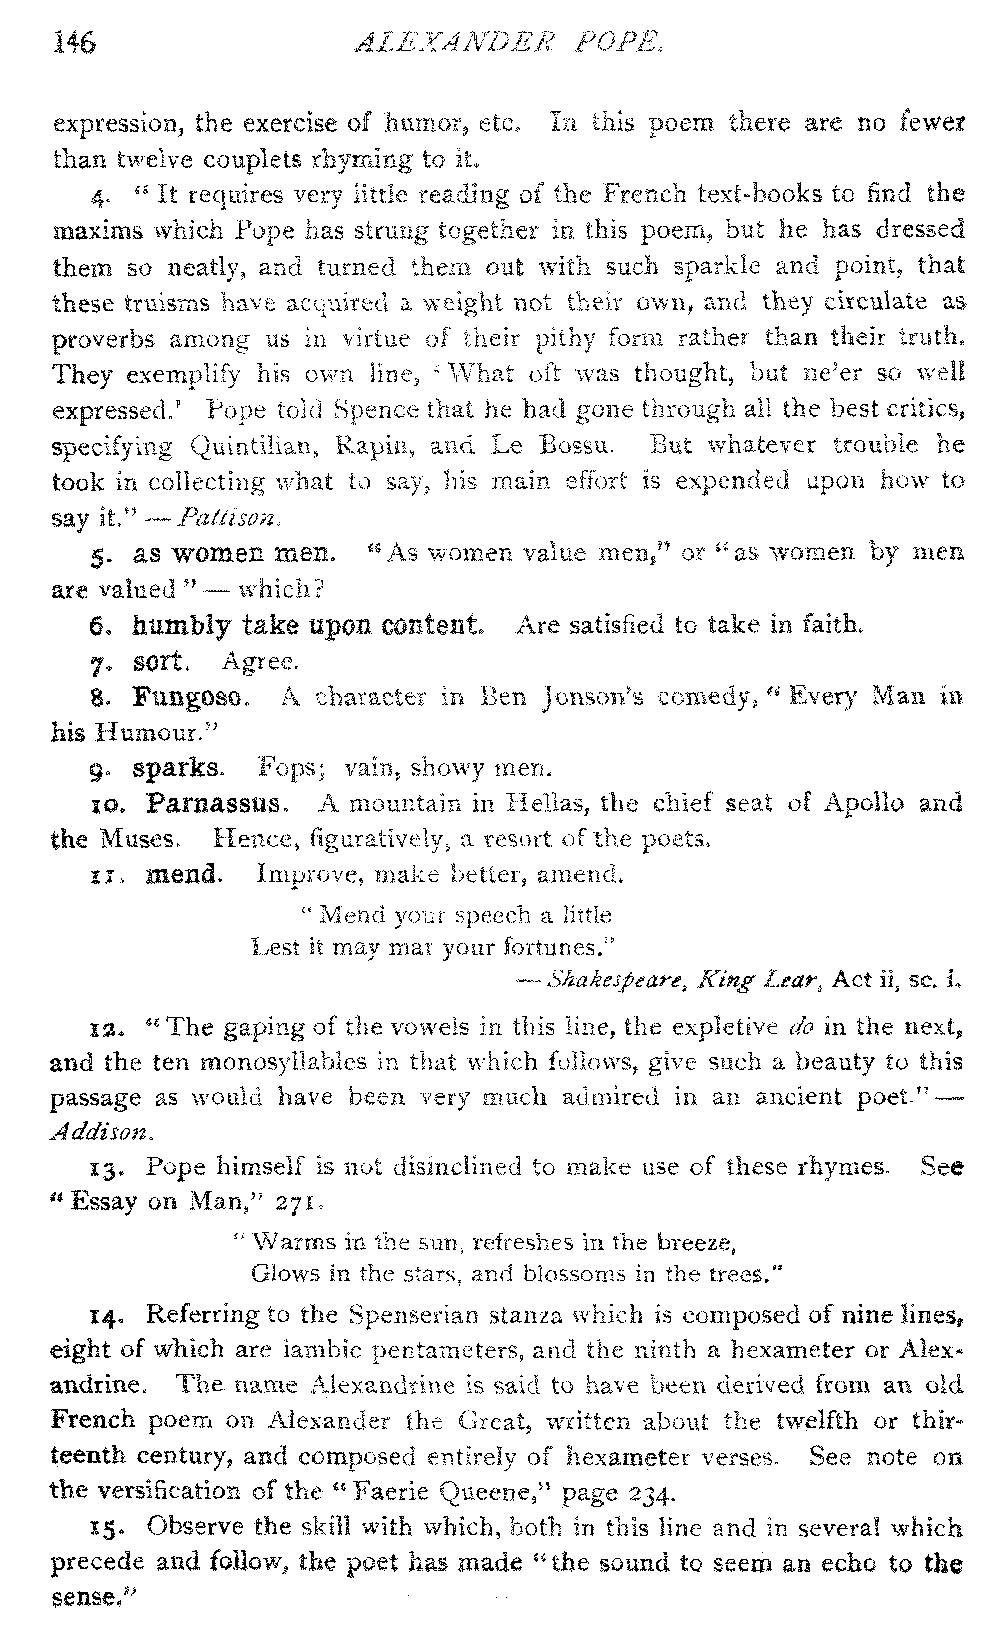 146 ALEXANDER POPE.
expression, the exercise of humor, etc. In this poem there are no fewer
than twelve couplets rhyming to it.
4. “It requires very little reading of the French text-books to find the
maxims which Pope has strung together in this poem, but he has dressed
them so neatly, and turned them out with such sparkle and point, that
these truisms have acquired a weight not their own, and they circulate as
proverbs among us in virtue of their pithy form rather than their truth.
They exemplify his own line, ‘What oft was thought, but ne’er so well
expressed.’ Pope told Spence that he had gone through all the best critics,
specifying Quintilian, Rapin, and Le Bossu. But whatever trouble he
took in collecting what to say, his main effort is expended upon how to
say it.” — Pattison.
5. as women men. “As women value men,” or “as women by men
are valued” — which?
6. humbly take upon content. Are satisfied to take in faith.
7. sort. Agree.
8. Fungoso. A character in Ben Jonson’s comedy, “Every Man in
his Humour.”
9. sparks. Fops; vain, showy men.
10. Parnassus. A mountain in Hellas, the chief seat of Apollo and
the Muses. Hence, figuratively, a resort of the poets.
11. mend. Improve, make better, amend.
“Mend your speech a little
Lest it may mar your fortunes.”
— Shakespeare, King Lear, Act ii, sc. i.
12. “The gaping of the vowels in this line, the expletive do in the next,
and the ten monosyllables in that which follows, give such a beauty to this
passage as would have been very much admired in an ancient poet.” —
Addison.
13. Pope himself is not disinclined to make use of these rhymes. See
“Essay on Man,” 271.
“Warms in the sun, refreshes in the breeze,
Glows in the stars, and blossoms in the trees.”
14. Referring to the Spenserian stanza which is composed of nine lines,
eight of which are iambic pentameters, and the ninth a hexameter or Alex-
andrine. The name Alexandrine is said to have been derived from an old
French poem on Alexander the Great, written about the twelfth or thir-
teenth century, and composed entirely of hexameter verses. See note on
the versification of the “Faerie Queene,” page 234.
15. Observe the skill with which, both in this line and in several which
precede and follow, the poet has made “the sound to seem an echo to the
sense.”